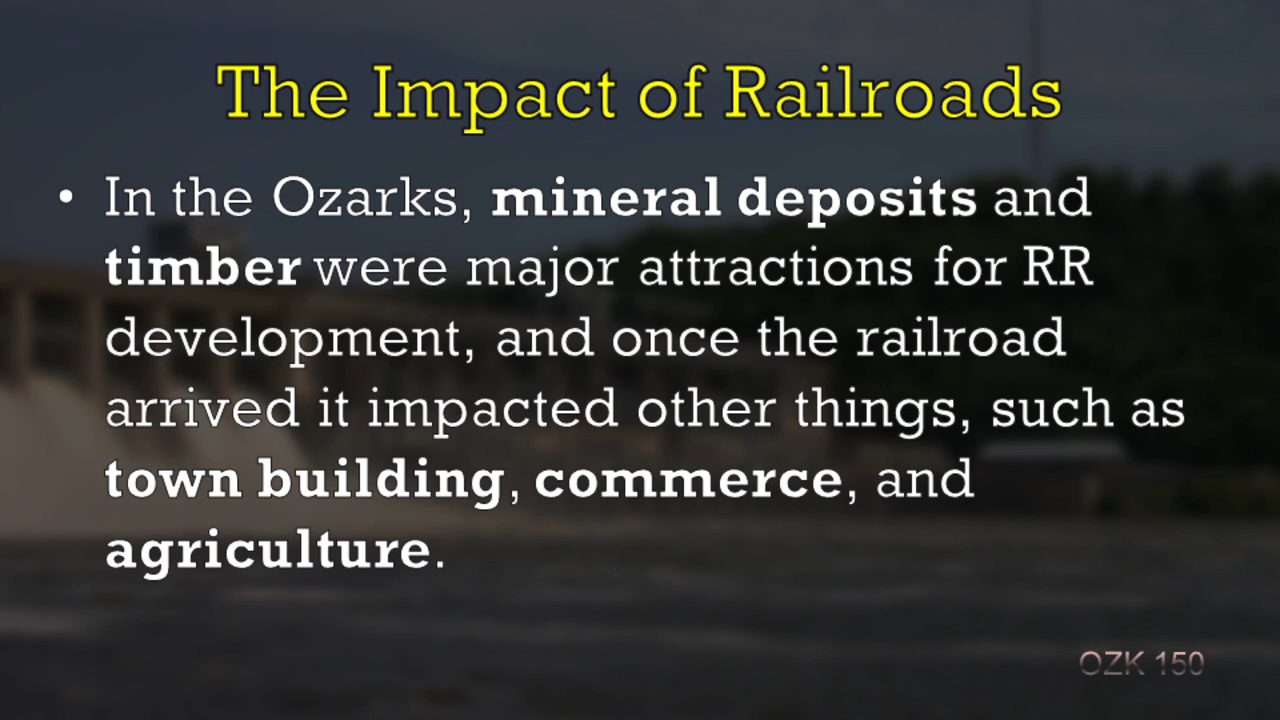 The Impact of Railroads
• In the Ozarks, mineral deposits and
timber were major attractions for RR
development, and once the railroad
arrived it impacted other things, such as
town building, commerce, and
agriculture.
OZK 150